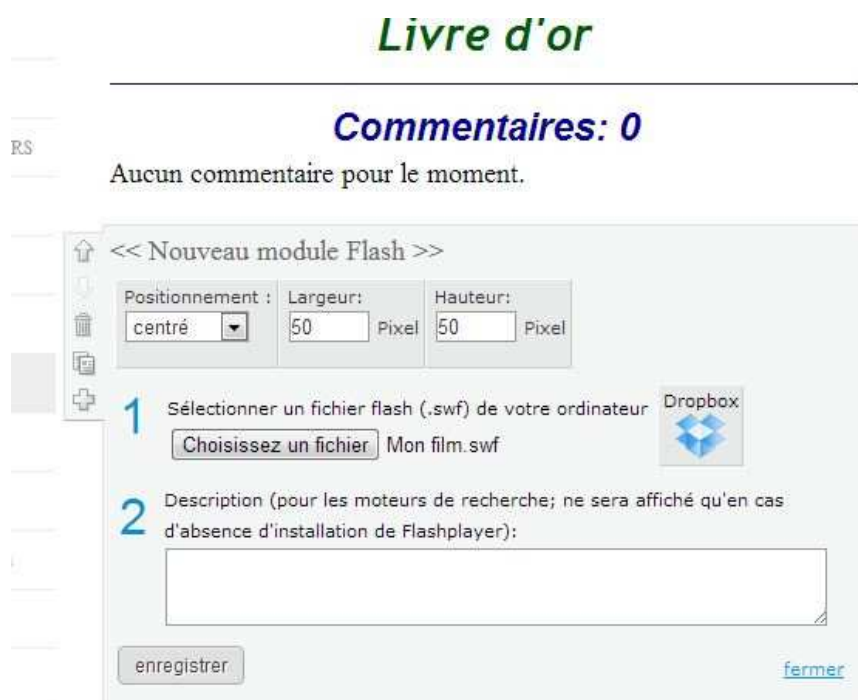 Livre d'or
Commentaires: 0
RS
Aucun commentaire pour le moment.
<< Nouveau module Flash >>
Positionnement : Largeur: Hauteur:
centré 50 Pixel 50 Pixel
1 Sélectionner un fichier flash (.swf) de votre ordinateur Dropbox
Choisissez un fichier Mon film.swf
2 Description (pour les moteurs de recherche; ne sera affiché qu'en cas
d'absence d'installation de Flashplayer):
enregistrer
fermer